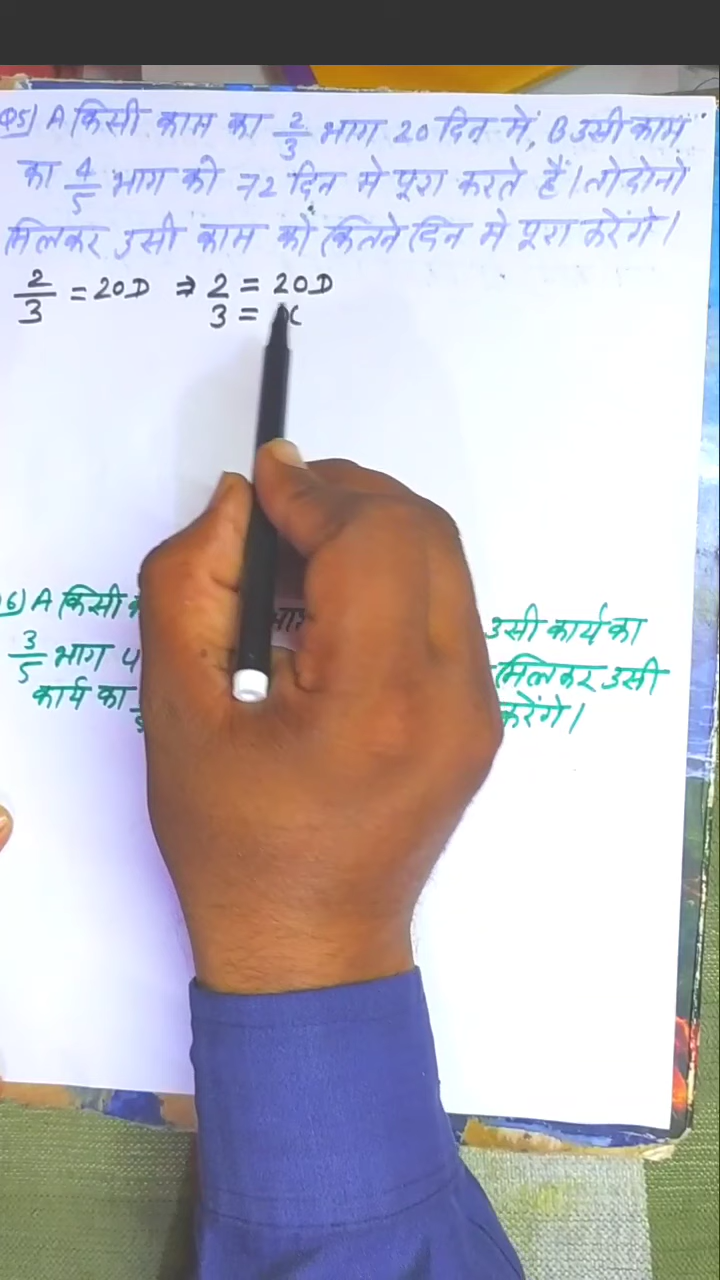 Q5) A किसी काम का 2/3 भाग 20 दिन में, B उसी काम
का 4/5 भाग को 72 दिन मे पूरा करते हैं। तो दोनो
मिलकर उसी काम को कितने दिन मे पूरा करेंगे।
2/3 = 20D ⇒ 2 = 20D
3 =
6) A किसी उसी कार्य का
3/5 भाग मिलकर उसी
कार्य का करेंगे।